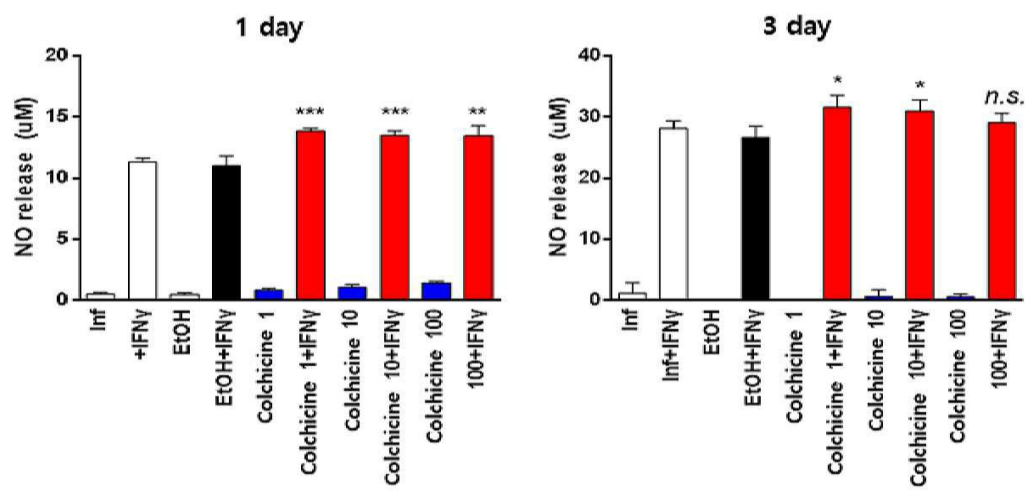 1 day
NO release (uM)
20
15
10
5
0
***
***
**
Inf
+IFNγ
EtOH
EtOH+IFNγ
Colchicine 1
Colchicine 1+IFNγ
Colchicine 10
Colchicine 10+IFNγ
Colchicine 100
100+IFNγ
3 day
NO release (uM)
40
30
20
10
0
*
*
n.s.
Inf
Inf+IFNγ
EtOH
EtOH+IFNγ
Colchicine 1
Colchicine 1+IFNγ
Colchicine 10
Colchicine 10+IFNγ
Colchicine 100
100+IFNγ